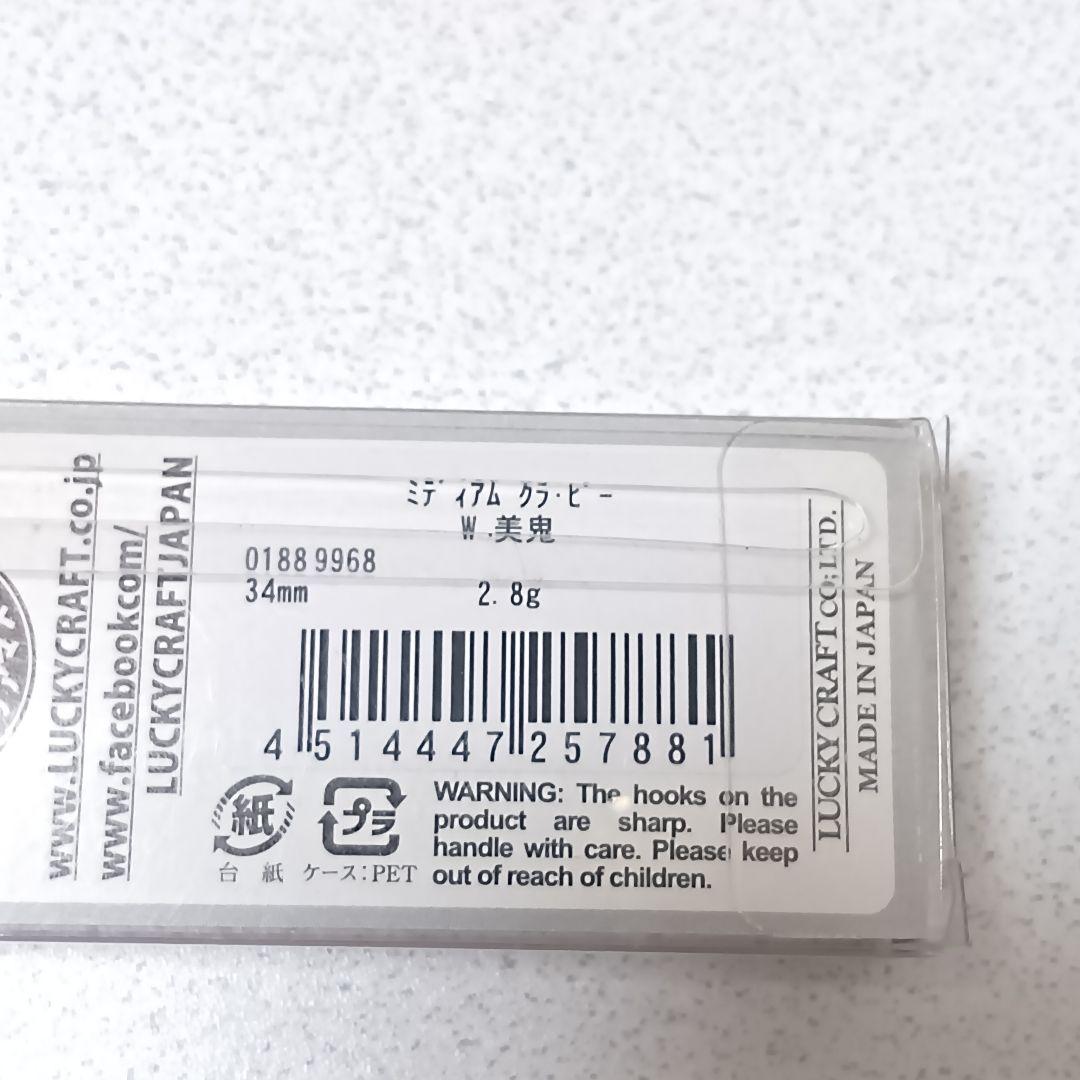 www.LUCKYCRAFT.co.jp
www.facebook.com/
LUCKYCRAFTJAPAN
ﾐﾃﾞｨｱﾑ ｸﾗ･ﾋﾟｰ
W.美鬼
01889968
34mm 2.8g
4 514447 257881
紙 プラ
台紙 ケース:PET
WARNING: The hooks on the
product are sharp. Please
handle with care. Please keep
out of reach of children.
LUCKY CRAFT CO;LTD.
MADE IN JAPAN